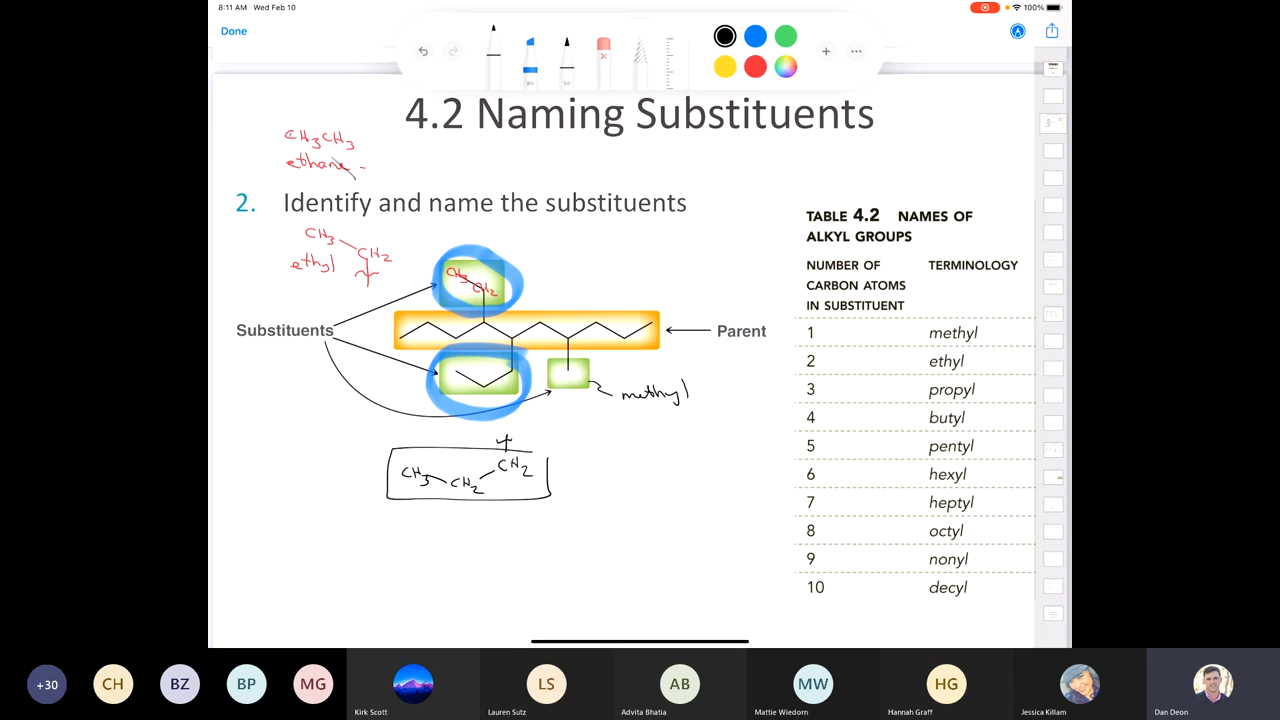 8:11 AM Wed Feb 10
100%
Done
4.2 Naming Substituents
CH3CH3
ethane
2. Identify and name the substituents
CH3
CH2
ethyl
CH3
CH2
Substituents
Parent
methyl
CH3
CH2
CH2
TABLE 4.2 NAMES OF
ALKYL GROUPS
NUMBER OF
CARBON ATOMS
IN SUBSTITUENT
TERMINOLOGY
1 methyl
2 ethyl
3 propyl
4 butyl
5 pentyl
6 hexyl
7 heptyl
8 octyl
9 nonyl
10 decyl
+30
CH
BZ
BP
MG
Kirk Scott
LS
Lauren Sutz
AB
Advita Bhatia
MW
Mattie Wiedorn
HG
Hannah Graff
Jessica Killam
Dan Deon